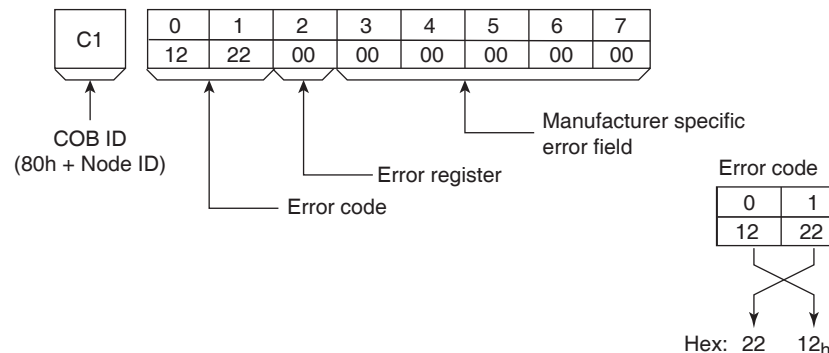 C1
0 1 2 3 4 5 6 7
12 22 00 00 00 00 00 00
COB ID
(80h + Node ID)
Manufacturer specific
error field
Error register
Error code
Error code
0 1
12 22
Hex: 22 12h